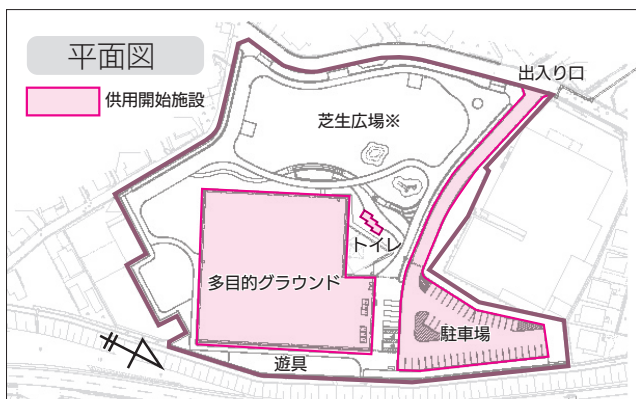 平面図
供用開始施設
出入り口
芝生広場※
トイレ
多目的グラウンド
駐車場
遊具